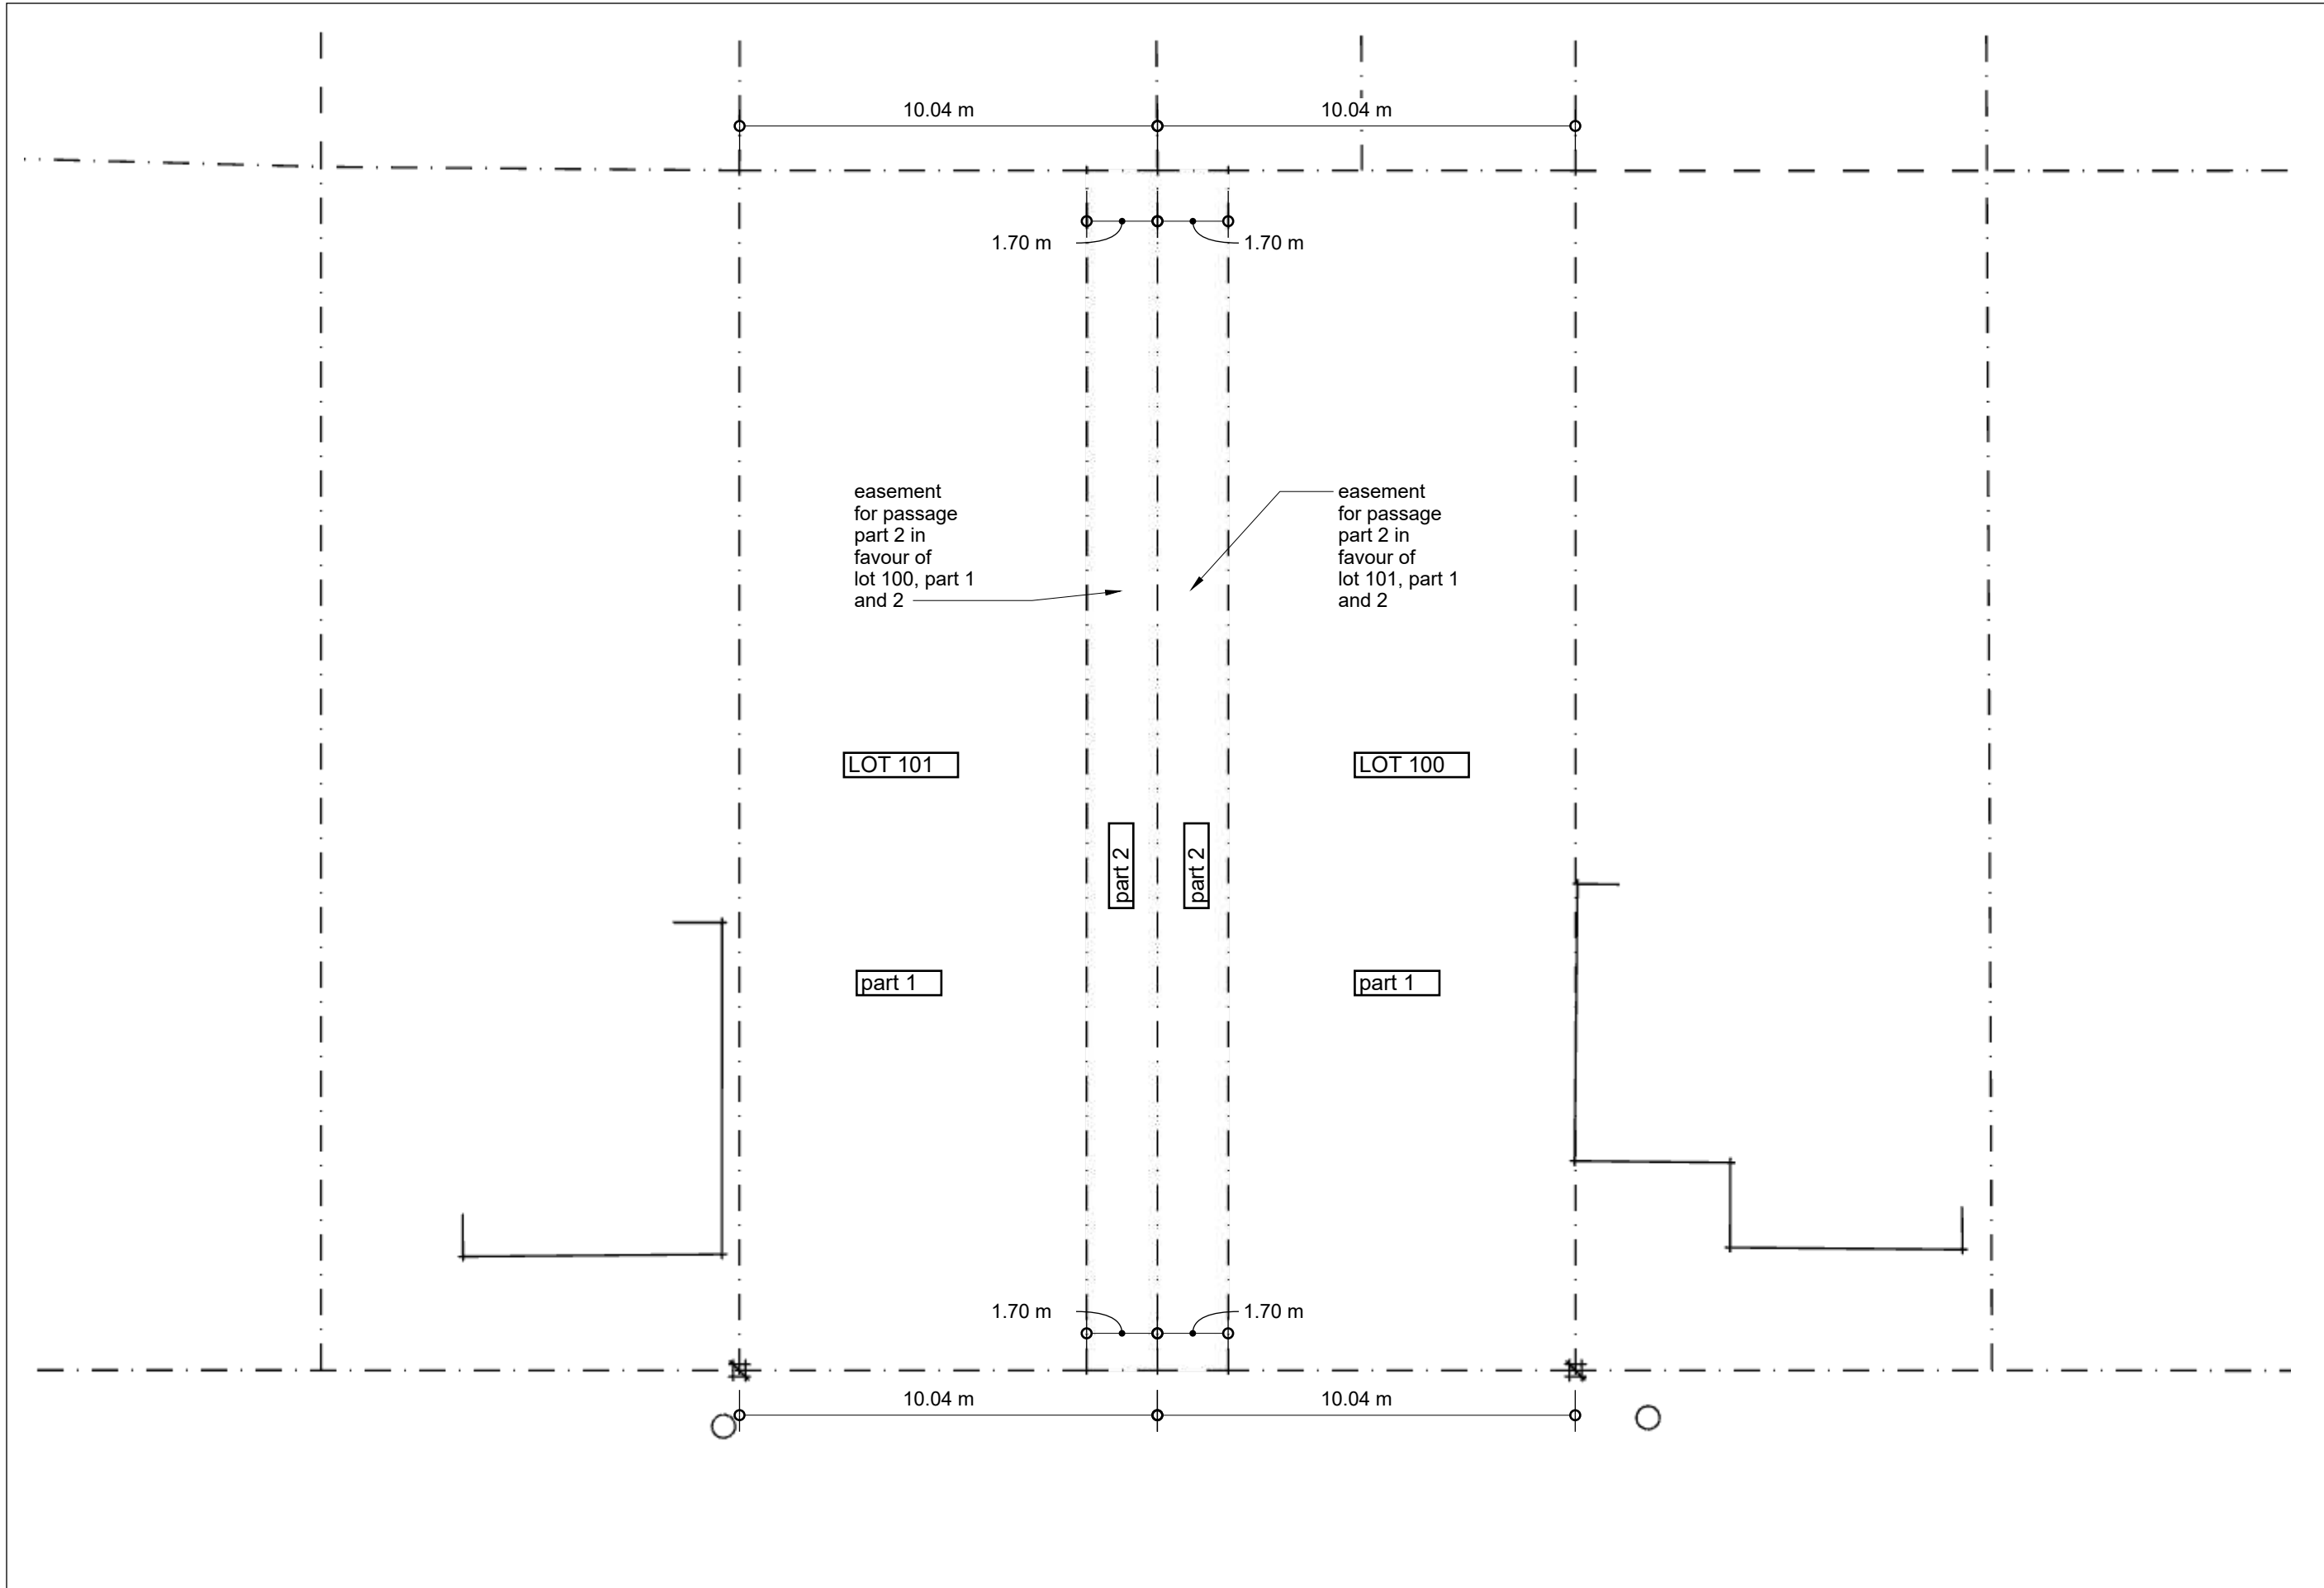 10.04 m
10.04 m
1.70 m
1.70 m
easement
for passage
part 2 in
favour of
lot 100, part 1
and 2
easement
for passage
part 2 in
favour of
lot 101, part 1
and 2
LOT 101
LOT 100
part 2
part 2
part 1
part 1
1.70 m
1.70 m
10.04 m
10.04 m